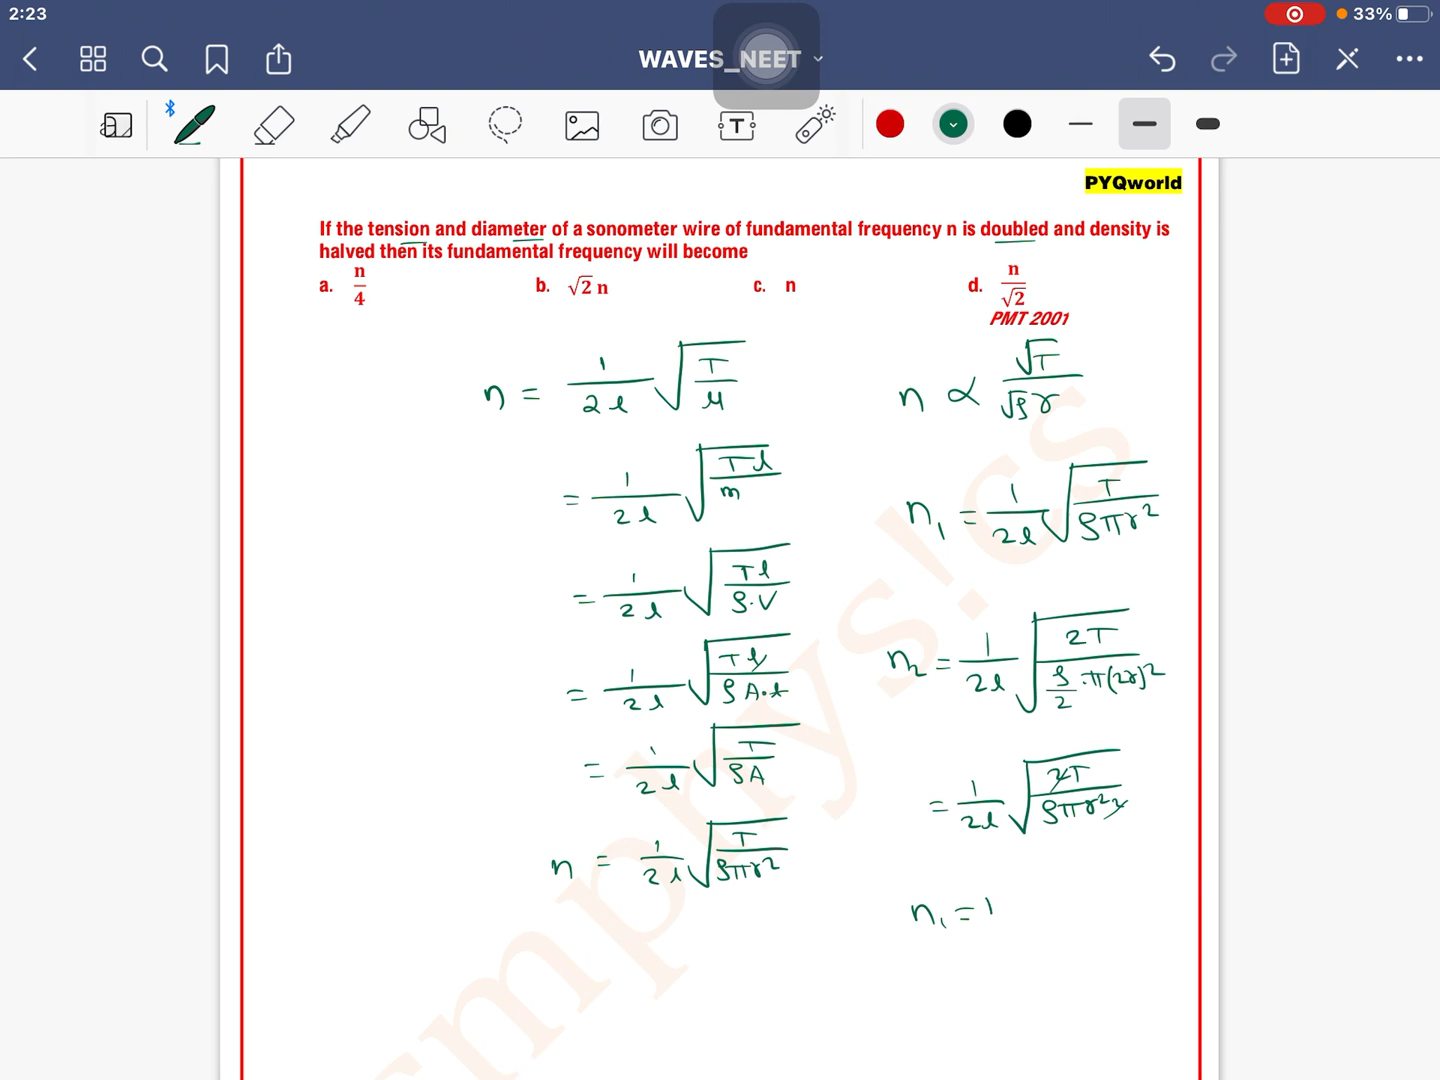 2:23
33%
WAVES_NEET
T
PYQworld
If the tension and diameter of a sonometer wire of fundamental frequency n is doubled and density is
halved then its fundamental frequency will become
a. n/4 b. √2 n c. n d. n/√2
PMT 2001
n = 1/2l √(T/μ)
= 1/2l √(Tl/m)
= 1/2l √(Tl/ρ.V)
= 1/2l √(Tl/ρA.l)
= 1/2l √(T/ρA)
n = 1/2l √(T/ρπr²)
n ∝ √T/√ρ r
n₁ = 1/2l √(T/ρπr²)
n₂ = 1/2l √(2T/(ρ/2 .π(2r)²))
= 1/2l √(2T/ρπr²2)
n₁ = 1
smphys!cs